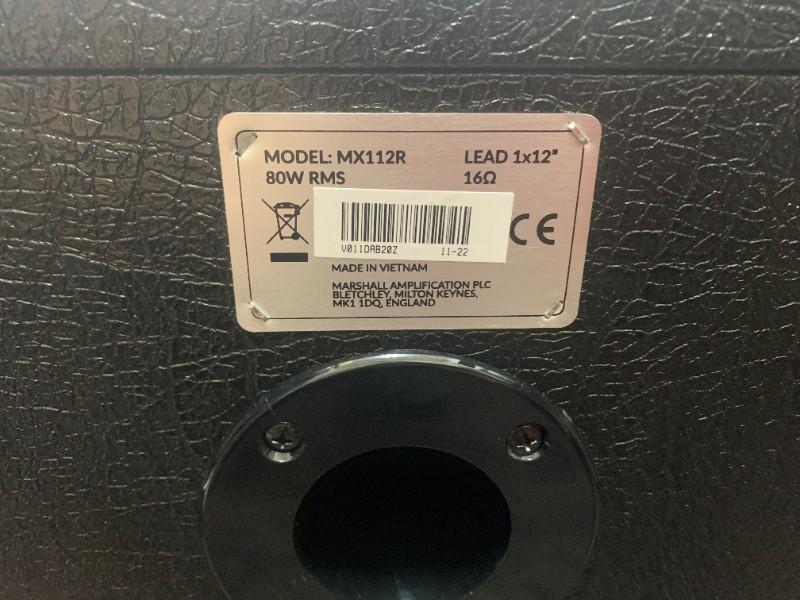 MODEL: MX112R LEAD 1x12"
80W RMS 16Ω
CE
V011DAB20Z 11-22
MADE IN VIETNAM
MARSHALL AMPLIFICATION PLC
BLETCHLEY, MILTON KEYNES,
MK1 1DQ, ENGLAND